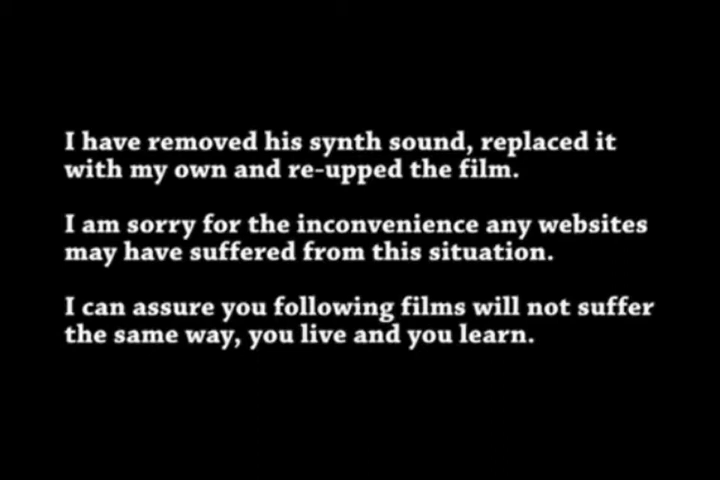 I have removed his synth sound, replaced it
with my own and re-upped the film.
I am sorry for the inconvenience any websites
may have suffered from this situation.
I can assure you following films will not suffer
the same way, you live and you learn.